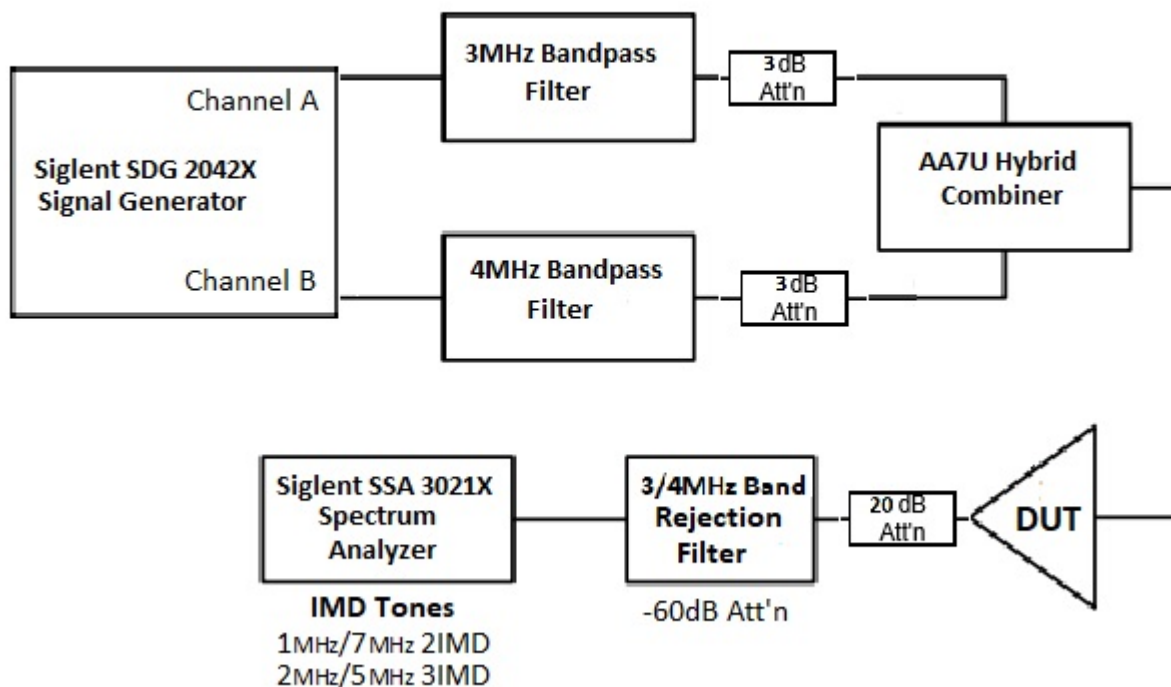 3MHz Bandpass
Filter
3 dB
Att'n
Channel A
Siglent SDG 2042X
Signal Generator
Channel B
AA7U Hybrid
Combiner
4MHz Bandpass
Filter
3 dB
Att'n
Siglent SSA 3021X
Spectrum
Analyzer
3/4MHz Band
Rejection
Filter
20 dB
Att'n
DUT
IMD Tones
1MHz/7MHz 2IMD
2MHz/5MHz 3IMD
-60dB Att'n